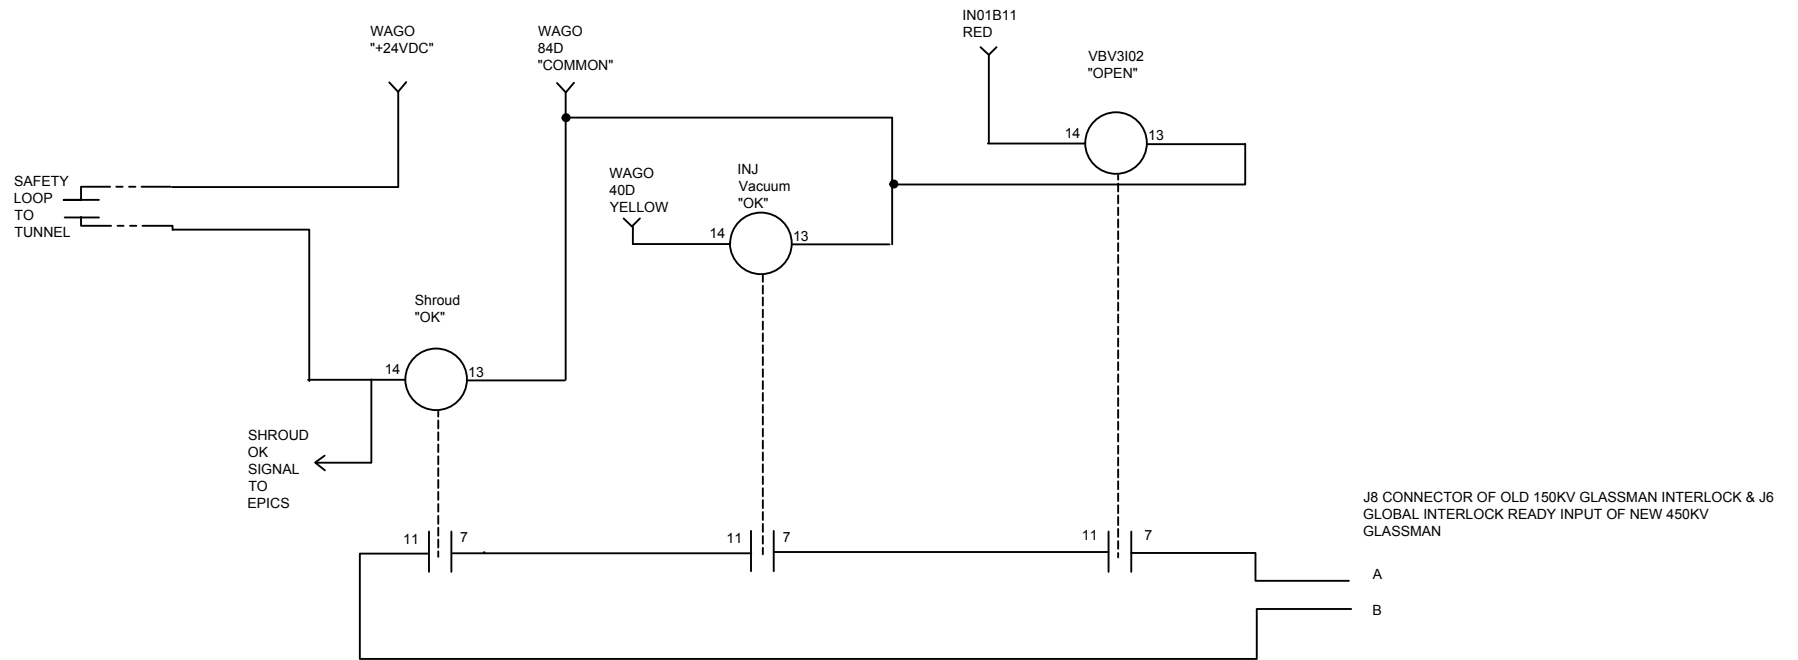 WAGO
"+24VDC"
WAGO
84D
"COMMON"
IN01B11
RED
VBV3I02
"OPEN"
14
13
SAFETY
LOOP
TO
TUNNEL
WAGO
40D
YELLOW
INJ
Vacuum
"OK"
14
13
Shroud
"OK"
14
13
SHROUD
OK
SIGNAL
TO
EPICS
11
7
11
7
11
7
J8 CONNECTOR OF OLD 150KV GLASSMAN INTERLOCK & J6
GLOBAL INTERLOCK READY INPUT OF NEW 450KV
GLASSMAN
A
B